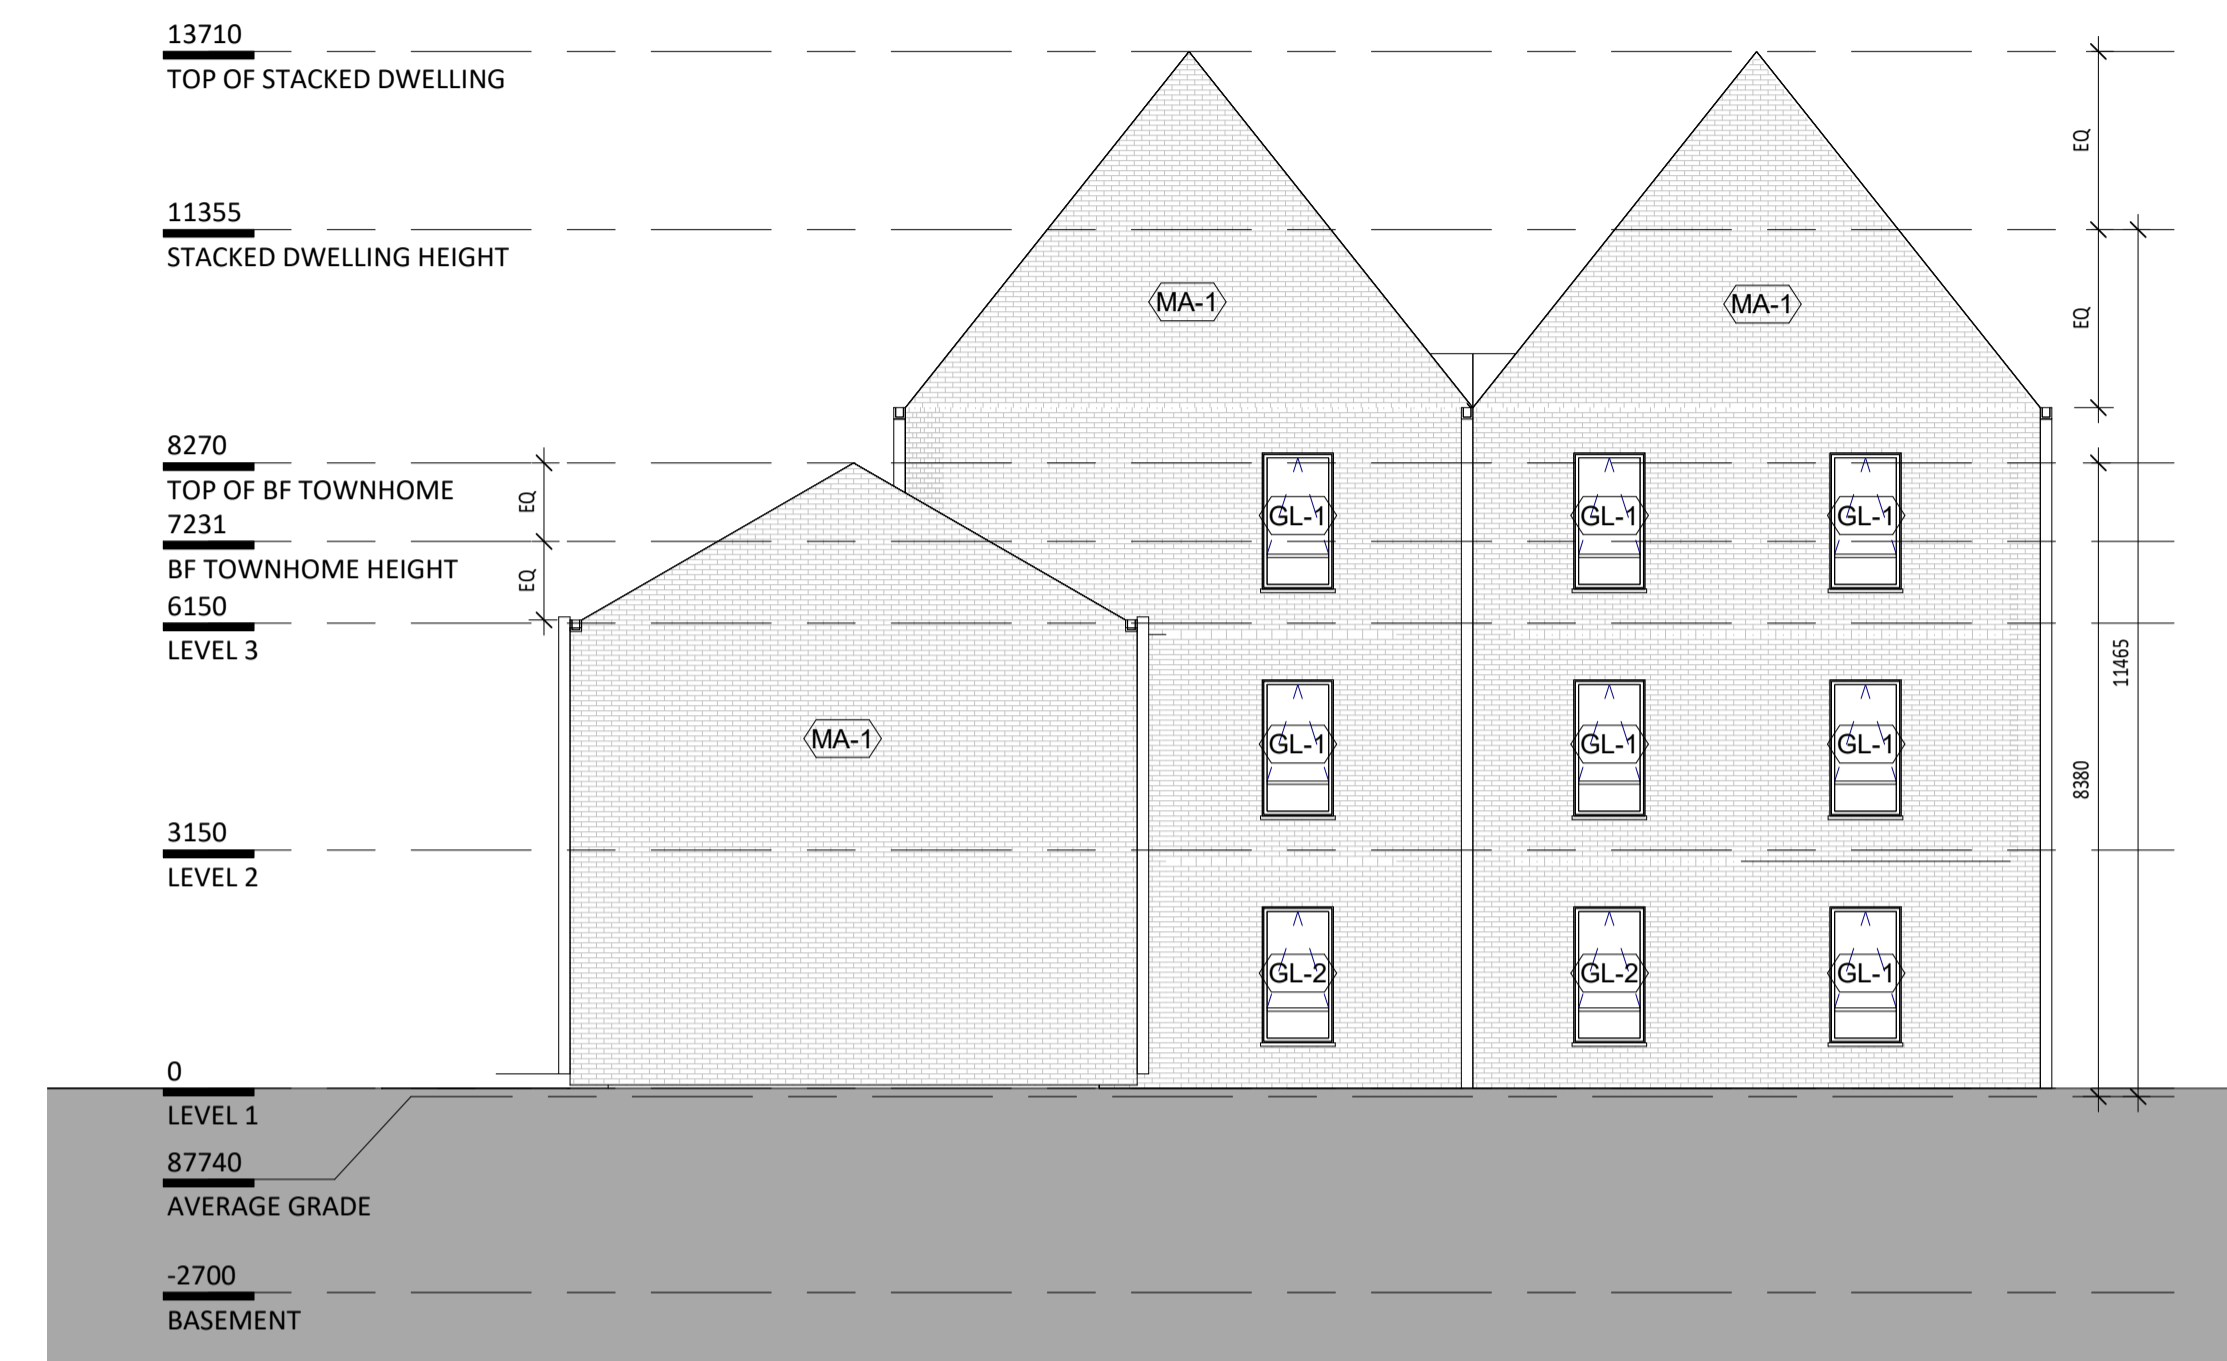 13710
TOP OF STACKED DWELLING
EQ
11355
STACKED DWELLING HEIGHT
MA-1
MA-1
EQ
8270
TOP OF BF TOWNHOME
EQ
GL-1
GL-1
GL-1
7231
BF TOWNHOME HEIGHT
EQ
6150
LEVEL 3
11465
MA-1
GL-1
GL-1
GL-1
8380
3150
LEVEL 2
GL-2
GL-2
GL-1
0
LEVEL 1
87740
AVERAGE GRADE
-2700
BASEMENT